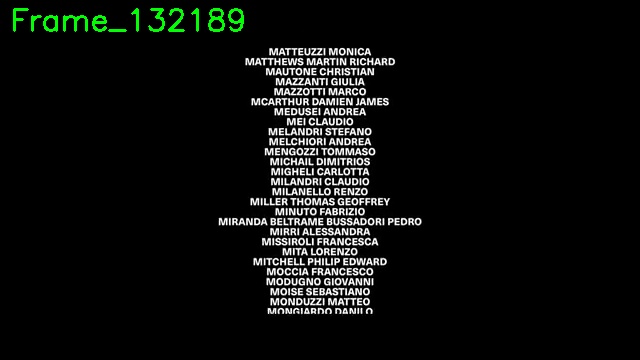 Frame_132189
MATTEUZZI MONICA
MATTHEWS MARTIN RICHARD
MAUTONE CHRISTIAN
MAZZANTI GIULIA
MAZZOTTI MARCO
MCARTHUR DAMIEN JAMES
MEDUSEI ANDREA
MEI CLAUDIO
MELANDRI STEFANO
MELCHIORI ANDREA
MENGOZZI TOMMASO
MICHAIL DIMITRIOS
MIGHELI CARLOTTA
MILANDRI CLAUDIO
MILANELLO RENZO
MILLER THOMAS GEOFFREY
MINUTO FABRIZIO
MIRANDA BELTRAME BUSSADORI PEDRO
MIRRI ALESSANDRA
MISSIROLI FRANCESCA
MITA LORENZO
MITCHELL PHILIP EDWARD
MOCCIA FRANCESCO
MODUGNO GIOVANNI
MOISE SEBASTIANO
MONDUZZI MATTEO
MONGIARDO DANILO